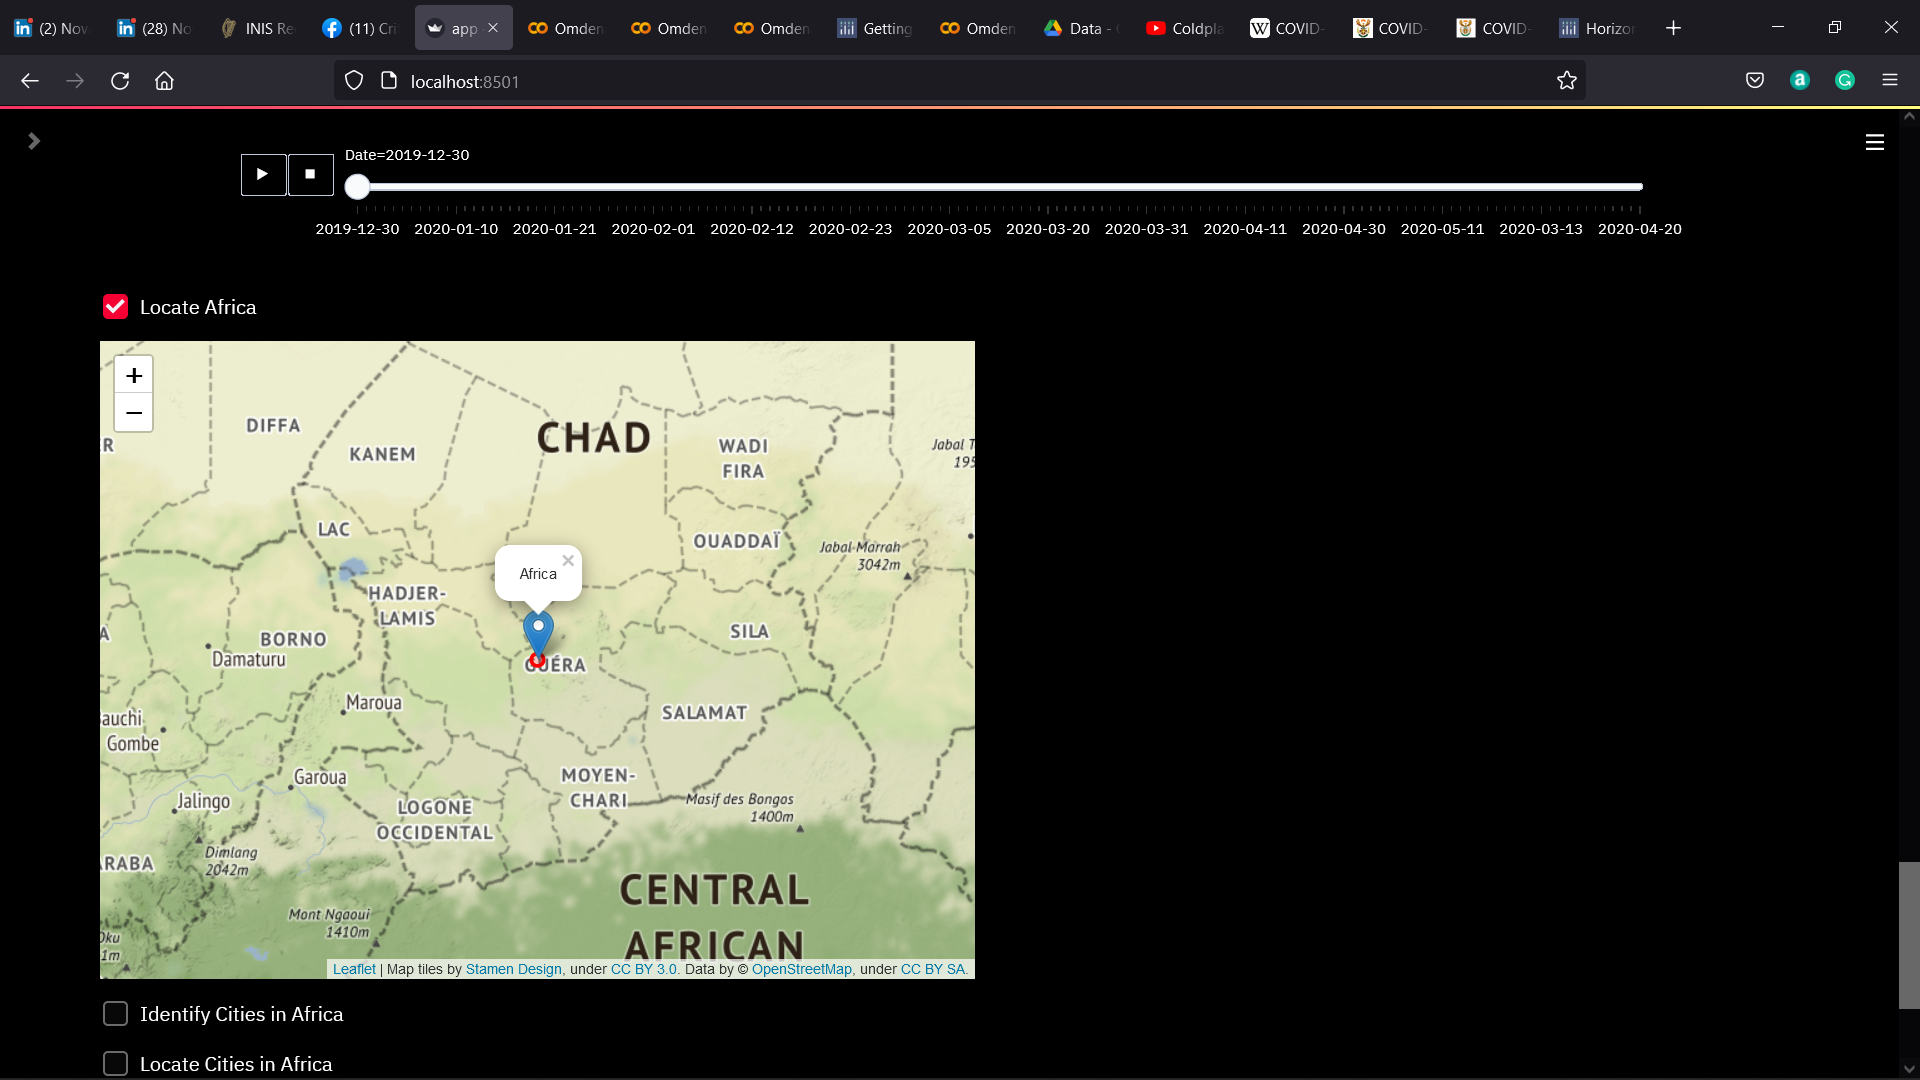 (2) Nov
(28) No
INIS Re
(11) Cri
app
Omden
Omden
Omden
Getting
Omden
Data -
Coldpla
COVID-
COVID-
COVID-
Horizon
localhost:8501
Date=2019-12-30
2019-12-30 2020-01-10 2020-01-21 2020-02-01 2020-02-12 2020-02-23 2020-03-05 2020-03-20 2020-03-31 2020-04-11 2020-04-30 2020-05-11 2020-03-13 2020-04-20
Locate Africa
+
−
DIFFA
CHAD
KANEM
WADI
FIRA
ER
Jabal T
195
LAC
OUADDAÏ
Jabal Marrah
3042m
Africa
HADJER-
LAMIS
SILA
BORNO
Damaturu
GUÉRA
Maroua
SALAMAT
Bauchi
Gombe
Garoua
MOYEN-
CHARI
Jalingo
LOGONE
OCCIDENTAL
Masif des Bongos
1400m
Dimlang
2042m
ARABA
CENTRAL
AFRICAN
Mont Ngaoui
1410m
Oku
1m
Leaflet | Map tiles by Stamen Design, under CC BY 3.0. Data by © OpenStreetMap, under CC BY SA.
Identify Cities in Africa
Locate Cities in Africa